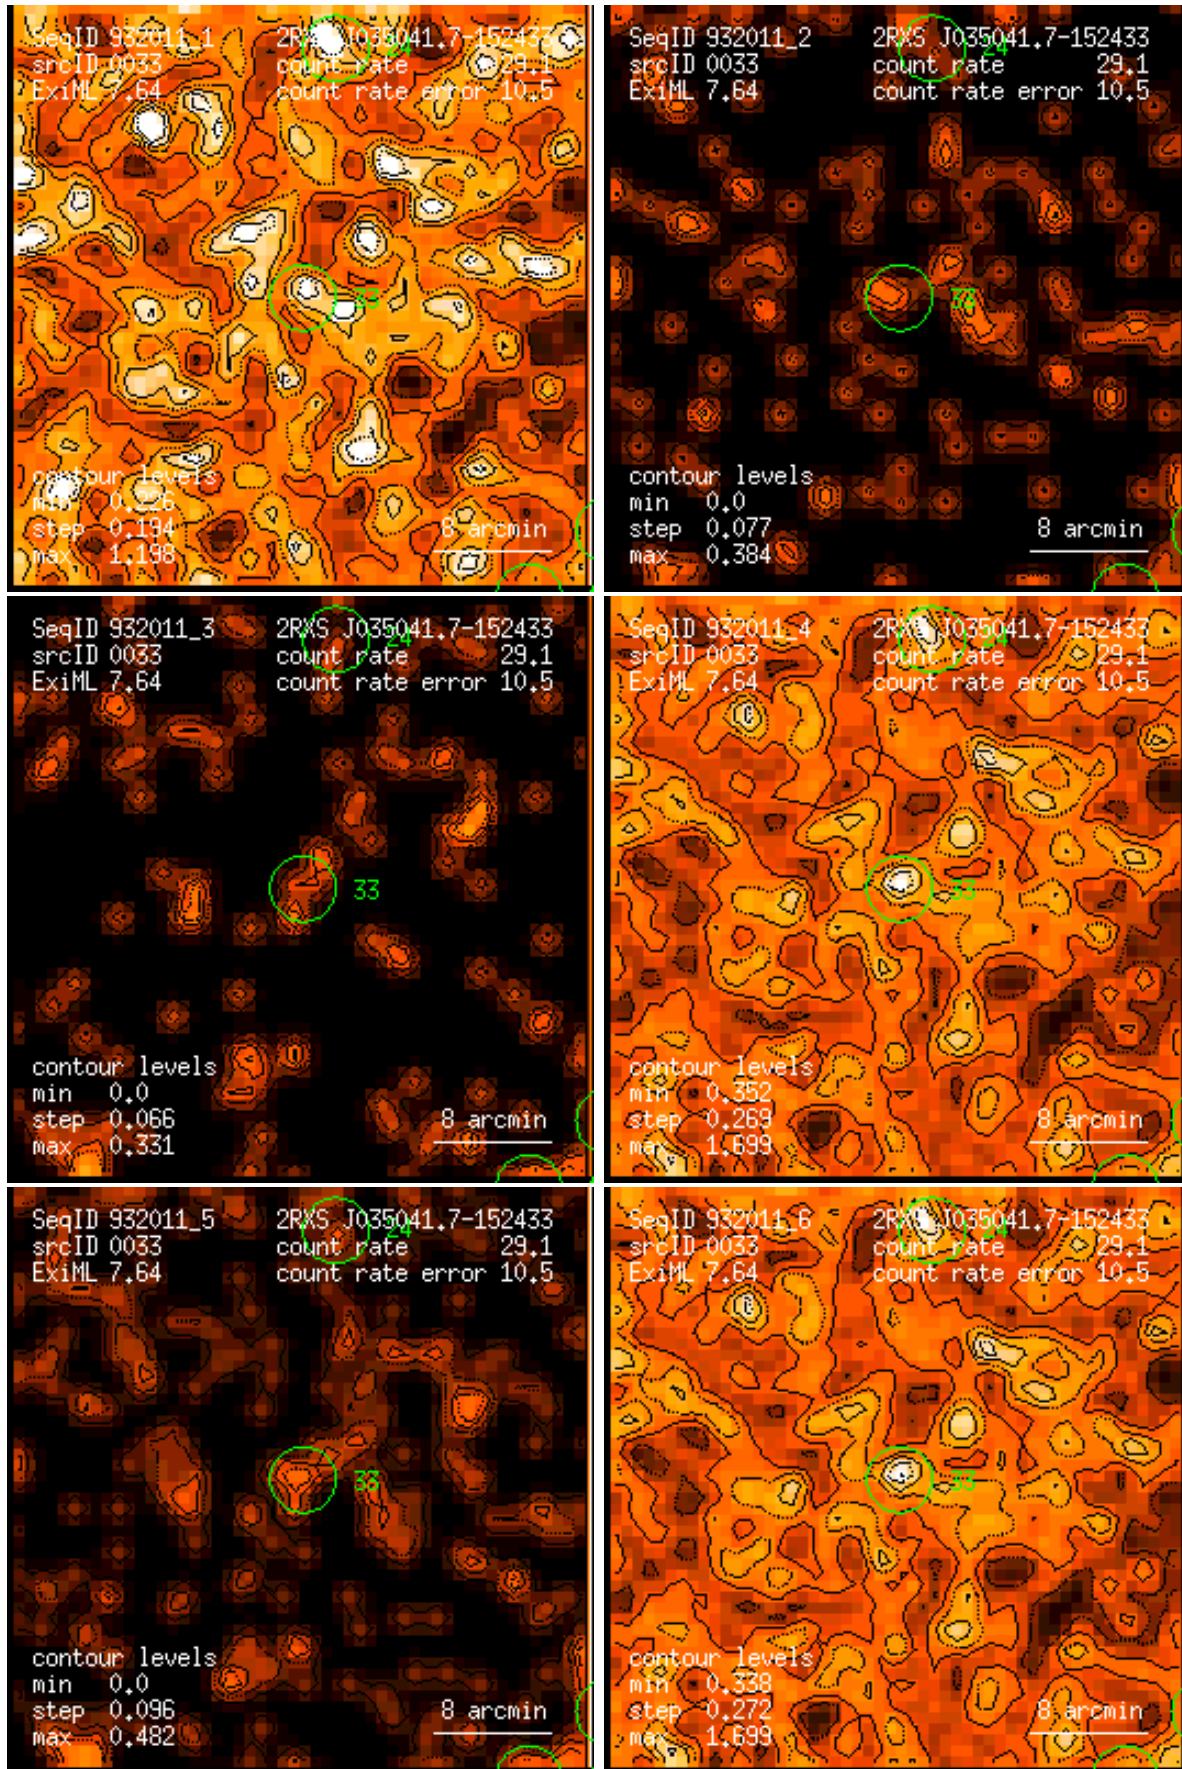 SeqID 932011_1 2RXS J035041.7-152433
24
srcID 0033 count rate 29.1
ExiML 7.64 count rate error 10.5
33
contour levels
min 0.226
step 0.194 8 arcmin
max 1.198
SeqID 932011_2 2RXS J035041.7-152433
24
srcID 0033 count rate 29.1
ExiML 7.64 count rate error 10.5
33
contour levels
min 0.0
step 0.077 8 arcmin
max 0.384
SeqID 932011_3 2RXS J035041.7-152433
24
srcID 0033 count rate 29.1
ExiML 7.64 count rate error 10.5
33
contour levels
min 0.0
step 0.066 8 arcmin
max 0.331
SeqID 932011_4 2RXS J035041.7-152433
24
srcID 0033 count rate 29.1
ExiML 7.64 count rate error 10.5
33
contour levels
min 0.352
step 0.269 8 arcmin
max 1.699
SeqID 932011_5 2RXS J035041.7-152433
24
srcID 0033 count rate 29.1
ExiML 7.64 count rate error 10.5
33
contour levels
min 0.0
step 0.096 8 arcmin
max 0.482
SeqID 932011_6 2RXS J035041.7-152433
24
srcID 0033 count rate 29.1
ExiML 7.64 count rate error 10.5
33
contour levels
min 0.338
step 0.272 8 arcmin
max 1.699